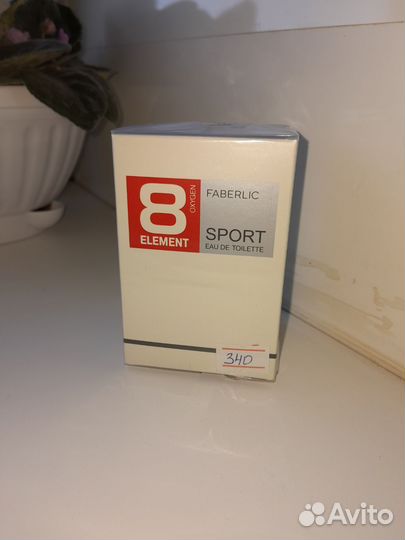 8
OXYGEN
ELEMENT
FABERLIC
SPORT
EAU DE TOILETTE
340
Avito